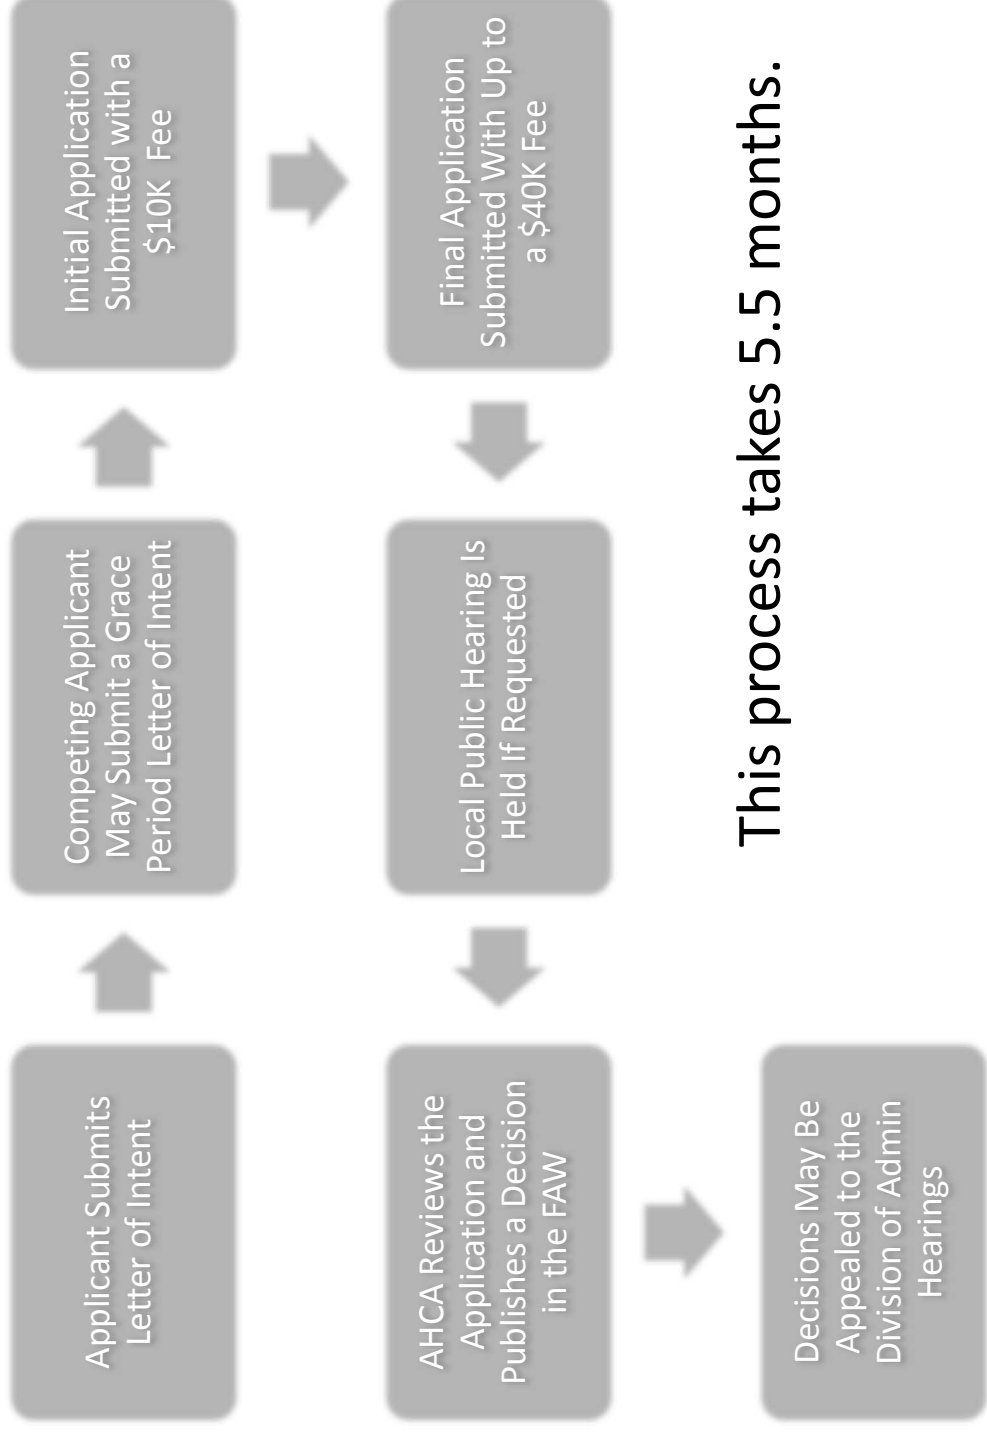 Applicant Submits
Letter of Intent
Competing Applicant
May Submit a Grace
Period Letter of Intent
Initial Application
Submitted with a
$10K  Fee
Final Application
Submitted With Up to
a $40K Fee
Local Public Hearing Is
Held If Requested
AHCA Reviews the
Application and
Publishes a Decision
in the FAW
Decisions May Be
Appealed to the
Division of Admin
Hearings
This process takes 5.5 months.